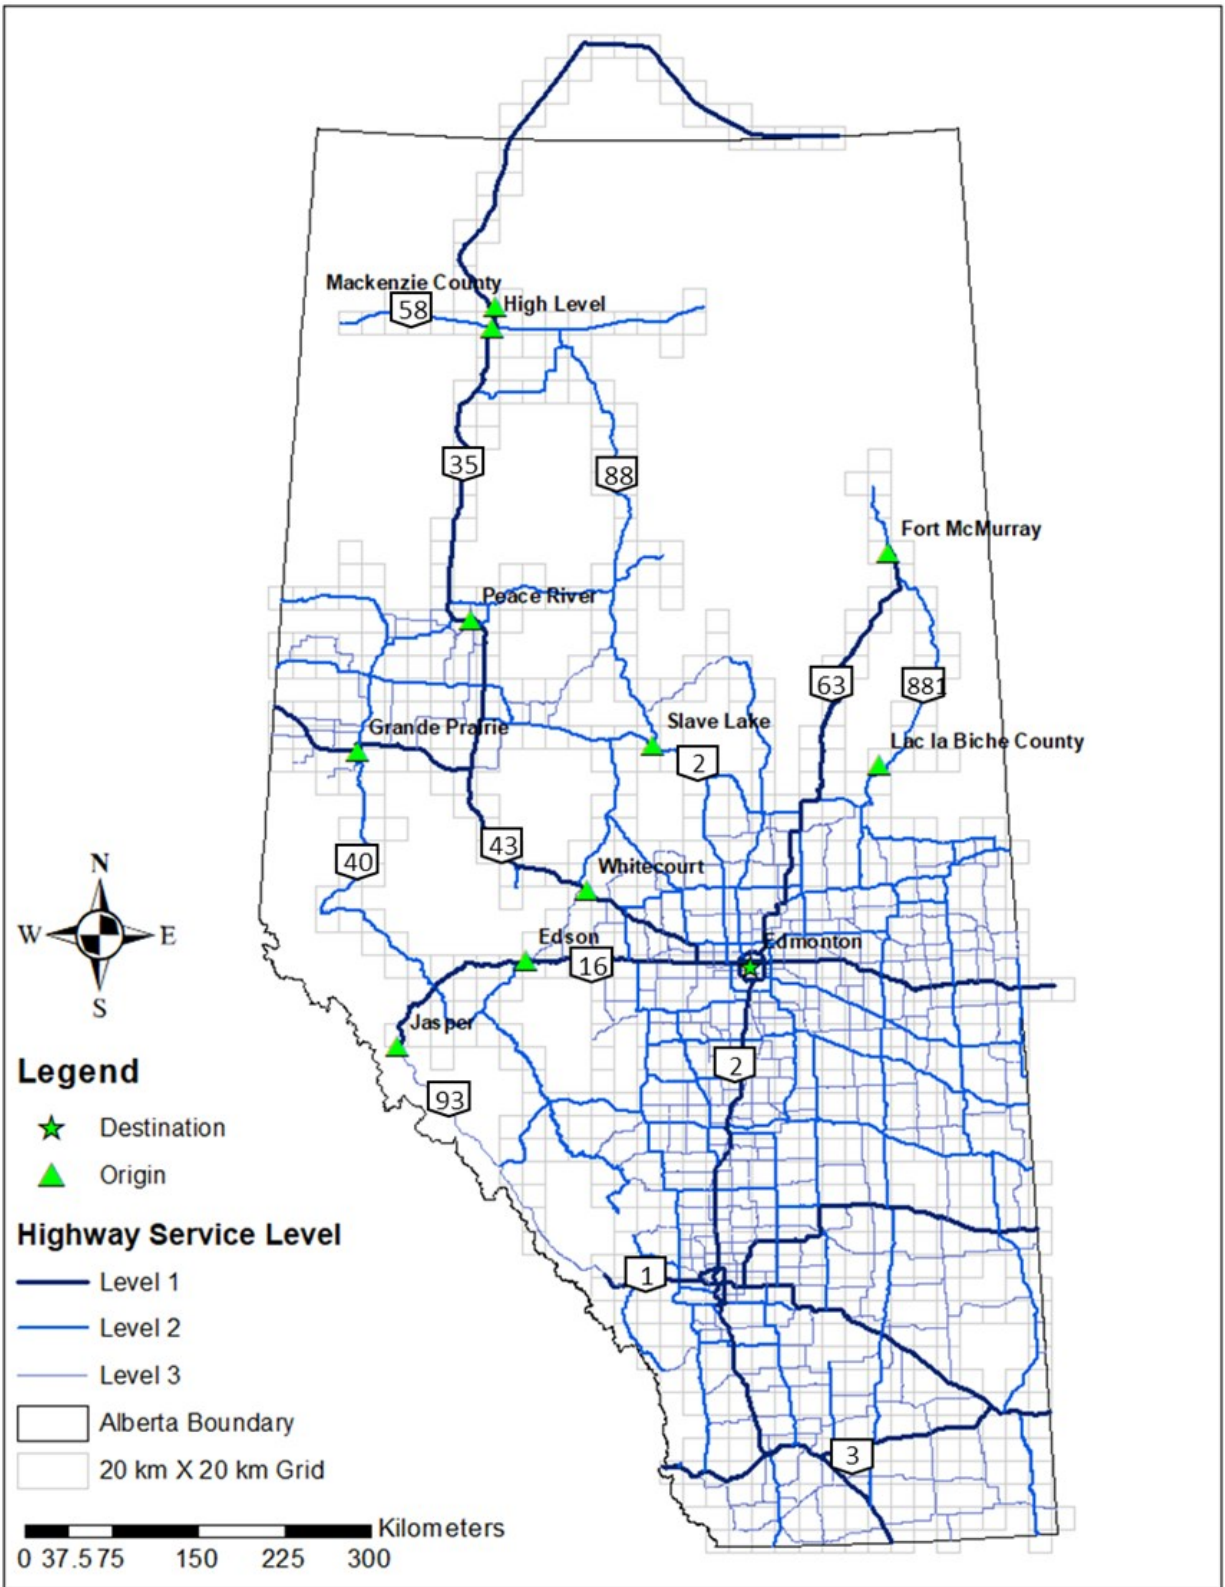 Mackenzie County
58
High Level
35
88
Fort McMurray
Peace River
63
881
Grande Prairie
Slave Lake
2
Lac la Biche County
43
40
Whitecourt
N
W
E
S
Edson
16
Edmonton
Jasper
2
93
Legend
Destination
Origin
Highway Service Level
Level 1
Level 2
Level 3
Alberta Boundary
20 km X 20 km Grid
1
3
Kilometers
0 37.5 75 150 225 300